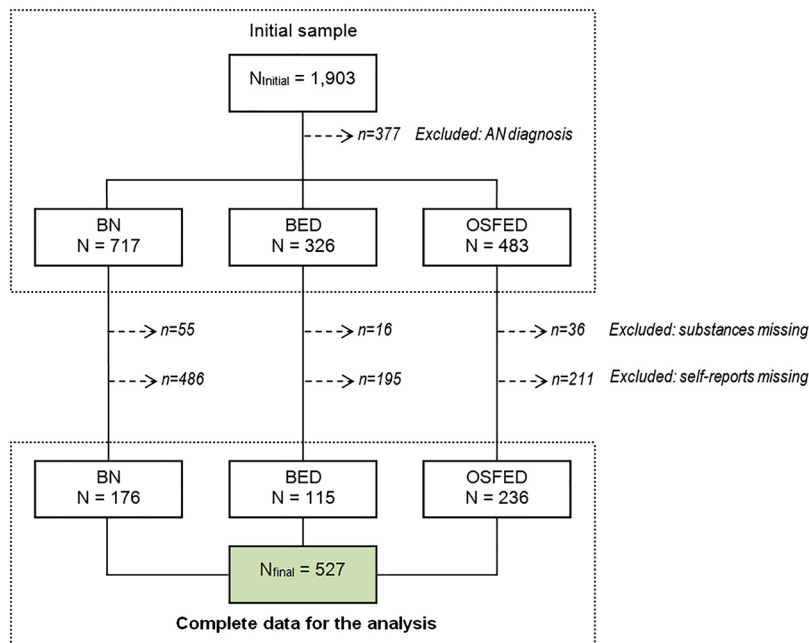 Initial sample
NInitial = 1,903
n=377 Excluded: AN diagnosis
BN
N = 717
BED
N = 326
OSFED
N = 483
n=55
n=16
n=36 Excluded: substances missing
n=486
n=195
n=211 Excluded: self-reports missing
BN
N = 176
BED
N = 115
OSFED
N = 236
Nfinal = 527
Complete data for the analysis